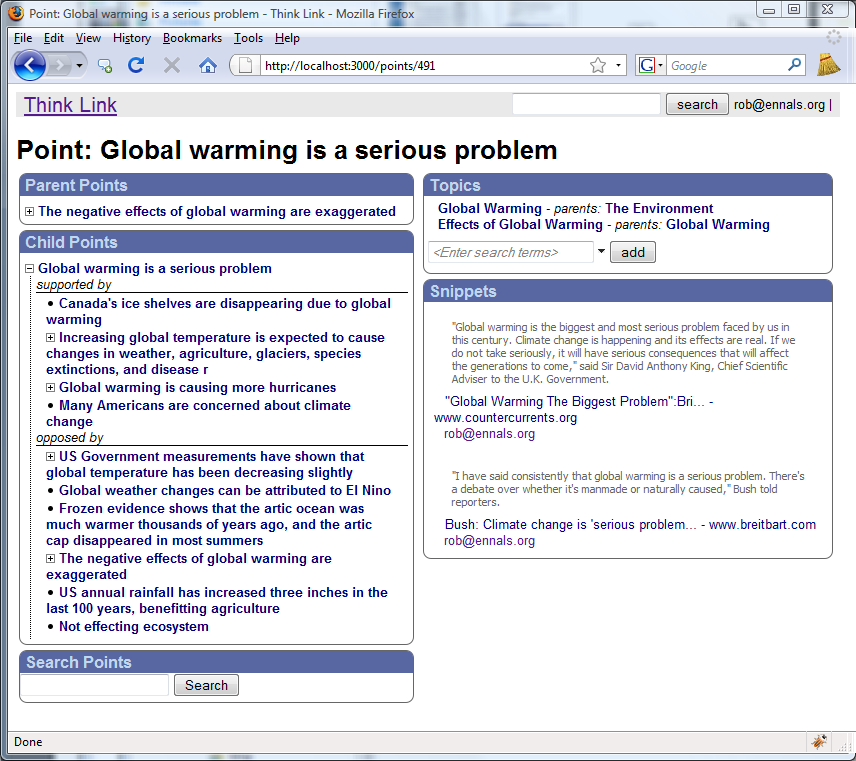 Point: Global warming is a serious problem - Think Link - Mozilla Firefox
File Edit View History Bookmarks Tools Help
http://localhost:3000/points/491
G Google
Think Link
search rob@ennals.org |
Point: Global warming is a serious problem
Parent Points
The negative effects of global warming are exaggerated
Child Points
Global warming is a serious problem
supported by
Canada's ice shelves are disappearing due to global
warming
Increasing global temperature is expected to cause
changes in weather, agriculture, glaciers, species
extinctions, and disease r
Global warming is causing more hurricanes
Many Americans are concerned about climate
change
opposed by
US Government measurements have shown that
global temperature has been decreasing slightly
Global weather changes can be attributed to El Nino
Frozen evidence shows that the artic ocean was
much warmer thousands of years ago, and the artic
cap disappeared in most summers
The negative effects of global warming are
exaggerated
US annual rainfall has increased three inches in the
last 100 years, benefitting agriculture
Not effecting ecosystem
Search Points
Search
Topics
Global Warming - parents: The Environment
Effects of Global Warming - parents: Global Warming
<Enter search terms> add
Snippets
"Global warming is the biggest and most serious problem faced by us in
this century. Climate change is happening and its effects are real. If we
do not take seriously, it will have serious consequences that will affect
the generations to come," said Sir David Anthony King, Chief Scientific
Adviser to the U.K. Government.
"Global Warming The Biggest Problem":Bri... -
www.countercurrents.org
rob@ennals.org
"I have said consistently that global warming is a serious problem. There's
a debate over whether it's manmade or naturally caused," Bush told
reporters.
Bush: Climate change is 'serious problem... - www.breitbart.com
rob@ennals.org
Done